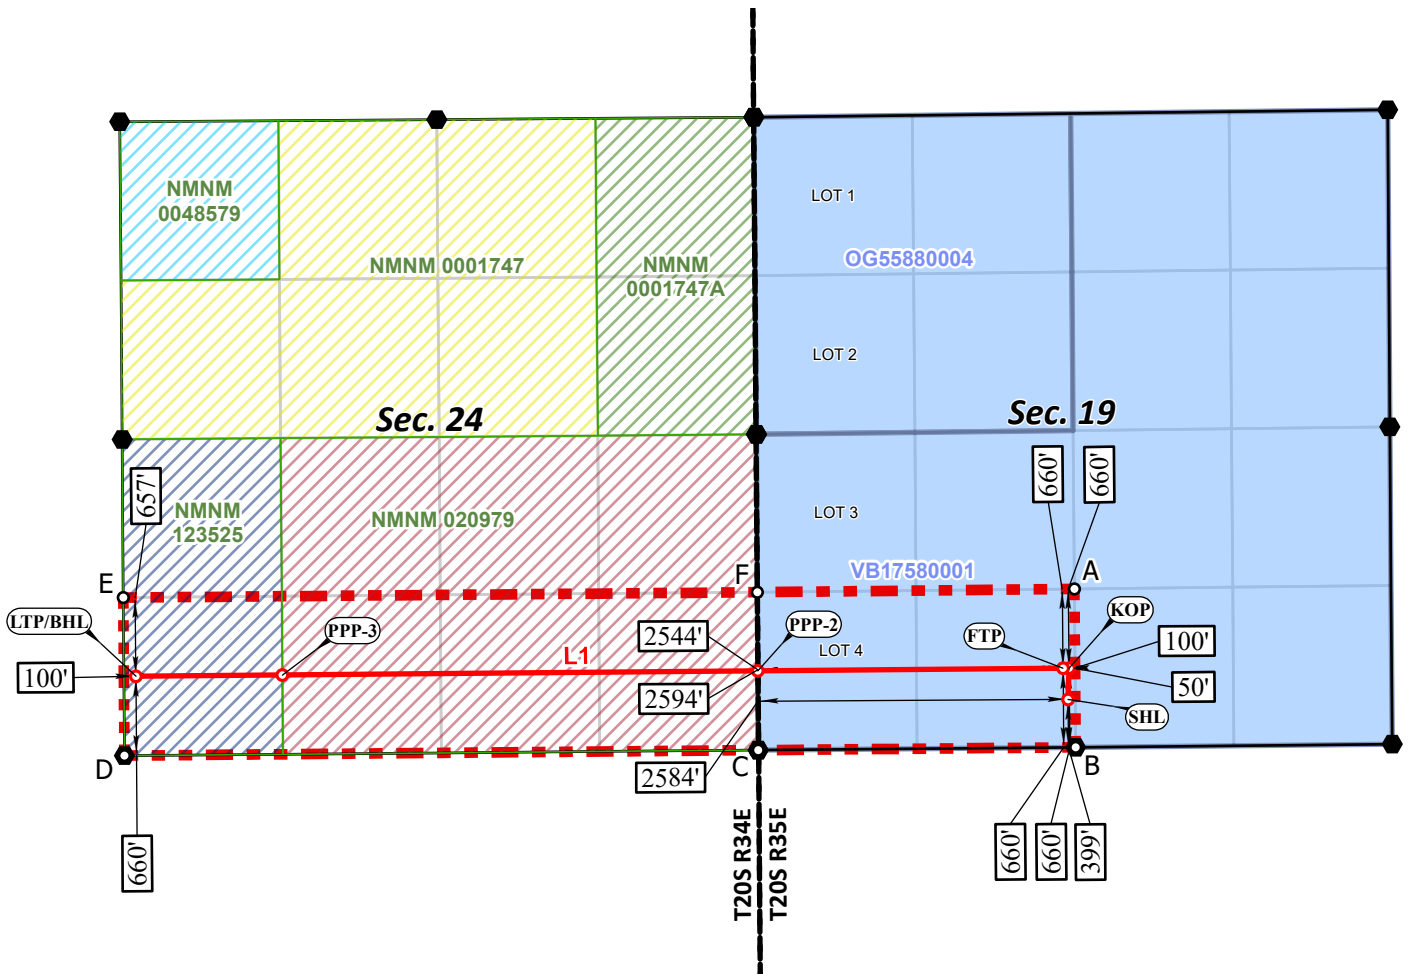 NMNM
0048579
NMNM 0001747
NMNM
0001747A
LOT 1
OG55880004
LOT 2
Sec. 24
Sec. 19
657'
660'
660'
NMNM
123525
NMNM 020979
LOT 3
VB17580001
E
F
A
LTP/BHL
PPP-3
2544'
PPP-2
FTP
KOP
100'
L1
LOT 4
100'
2594'
50'
SHL
D
2584'
C
B
660'
T20S R34E
T20S R35E
660'
660'
399'